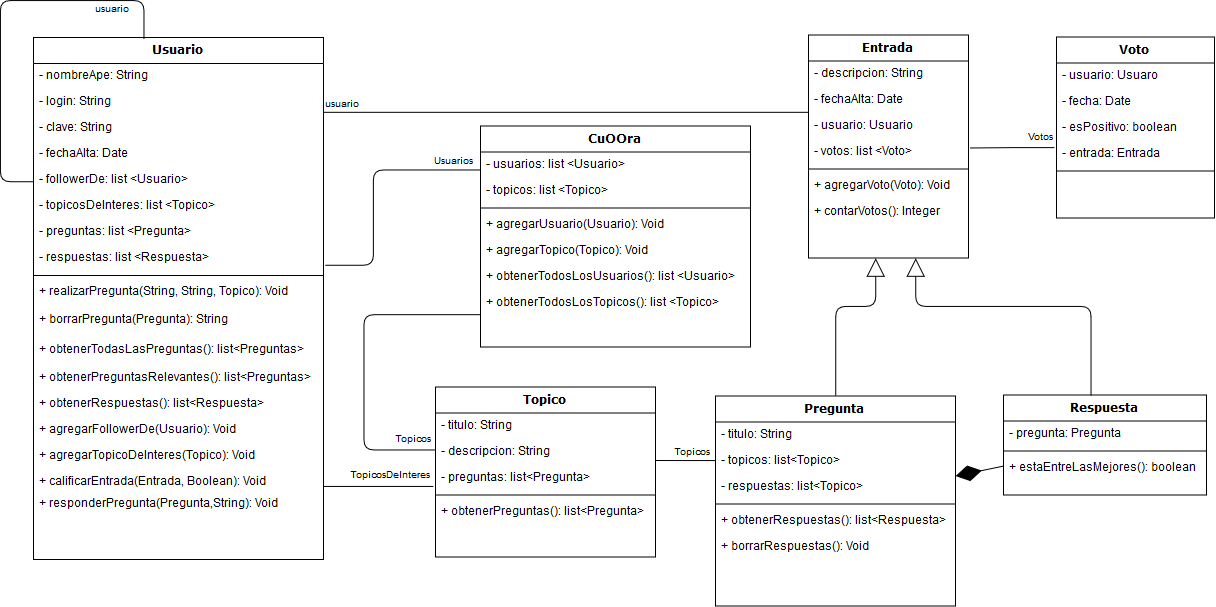 usuario
Usuario
- nombreApe: String
- login: String
- clave: String
- fechaAlta: Date
- followerDe: list <Usuario>
- topicosDeInteres: list <Topico>
- preguntas: list <Pregunta>
- respuestas: list <Respuesta>
+ realizarPregunta(String, String, Topico): Void
+ borrarPregunta(Pregunta): String
+ obtenerTodasLasPreguntas(): list<Preguntas>
+ obtenerPreguntasRelevantes(): list<Preguntas>
+ obtenerRespuestas(): list<Respuesta>
+ agregarFollowerDe(Usuario): Void
+ agregarTopicoDeInteres(Topico): Void
+ calificarEntrada(Entrada, Boolean): Void
+ responderPregunta(Pregunta,String): Void
usuario
Usuarios
CuOOra
- usuarios: list <Usuario>
- topicos: list <Topico>
+ agregarUsuario(Usuario): Void
+ agregarTopico(Topico): Void
+ obtenerTodosLosUsuarios(): list <Usuario>
+ obtenerTodosLosTopicos(): list <Topico>
Entrada
- descripcion: String
- fechaAlta: Date
- usuario: Usuario
- votos: list <Voto>
+ agregarVoto(Voto): Void
+ contarVotos(): Integer
Votos
Voto
- usuario: Usuaro
- fecha: Date
- esPositivo: boolean
- entrada: Entrada
Topicos
TopicosDeInteres
Topico
- titulo: String
- descripcion: String
- preguntas: list<Pregunta>
+ obtenerPreguntas(): list<Pregunta>
Topicos
Pregunta
- titulo: String
- topicos: list<Topico>
- respuestas: list<Topico>
+ obtenerRespuestas(): list<Respuesta>
+ borrarRespuestas(): Void
Respuesta
- pregunta: Pregunta
+ estaEntreLasMejores(): boolean